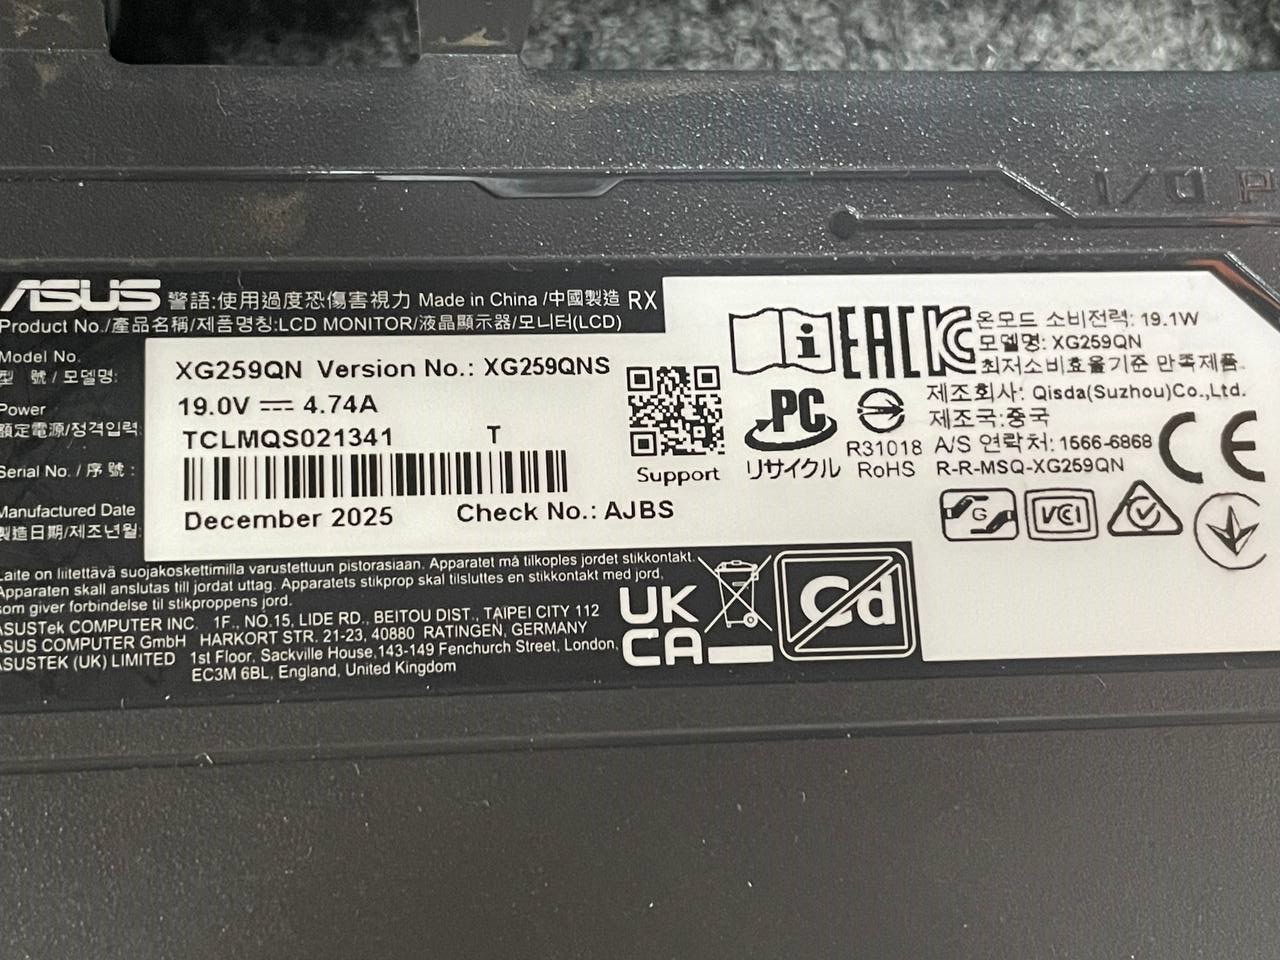 I/O P
ASUS 警語:使用過度恐傷害視力 Made in China /中國製造 RX
Product No./產品名稱/제품명칭:LCD MONITOR/液晶顯示器/모니터(LCD)
Model No.
型 號 / 모델명:
XG259QN Version No.: XG259QNS
Power
額定電源/정격입력:
19.0V ⎓ 4.74A
Serial No. / 序 號 :
TCLMQS021341 T
Manufactured Date
製造日期/제조년월:
December 2025 Check No.: AJBS
Support
i
EAC KC
PC
リサイクル
R31018
RoHS
온모드 소비전력: 19.1W
모델명: XG259QN
최저소비효율기준 만족제품.
제조회사: Qisda(Suzhou)Co.,Ltd.
제조국:중국
A/S 연락처: 1566-6868
R-R-MSQ-XG259QN
CE
G
VCCI
Laite on liitettävä suojakoskettimilla varustettuun pistorasiaan. Apparatet må tilkoples jordet stikkontakt.
Apparaten skall anslutas till jordat uttag. Apparatets stikprop skal tilsluttes en stikkontakt med jord,
som giver forbindelse til stikproppens jord.
ASUSTek COMPUTER INC. 1F., NO.15, LIDE RD., BEITOU DIST., TAIPEI CITY 112
ASUS COMPUTER GmbH HARKORT STR. 21-23, 40880 RATINGEN, GERMANY
ASUSTEK (UK) LIMITED 1st Floor, Sackville House,143-149 Fenchurch Street, London,
EC3M 6BL, England, United Kingdom
UK
CA
Cd